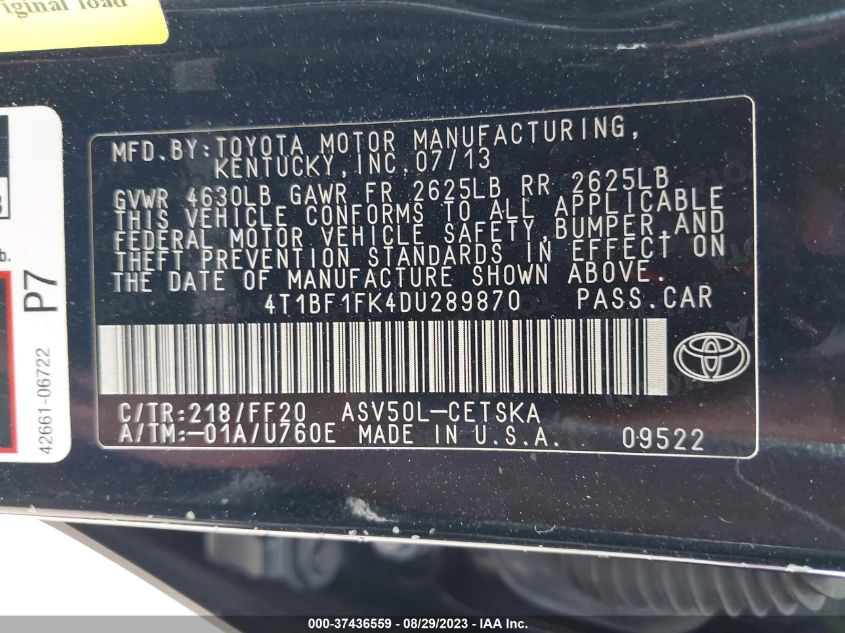 iginal load
MFD.BY:TOYOTA MOTOR MANUFACTURING,
KENTUCKY,INC.07/13
GVWR 4630LB GAWR FR 2625LB RR 2625LB
THIS VEHICLE CONFORMS TO ALL APPLICABLE
FEDERAL MOTOR VEHICLE SAFETY,BUMPER,AND
THEFT PREVENTION STANDARDS IN EFFECT ON
THE DATE OF MANUFACTURE SHOWN ABOVE.
4T1BF1FK4DU289870 PASS.CAR
C/TR:218/FF20 ASV50L-CETSKA
A/TM:-01A/U760E MADE IN U.S.A. 09522
b.
P7
42661-06722
000-37436559 - 08/29/2023 - IAA Inc.